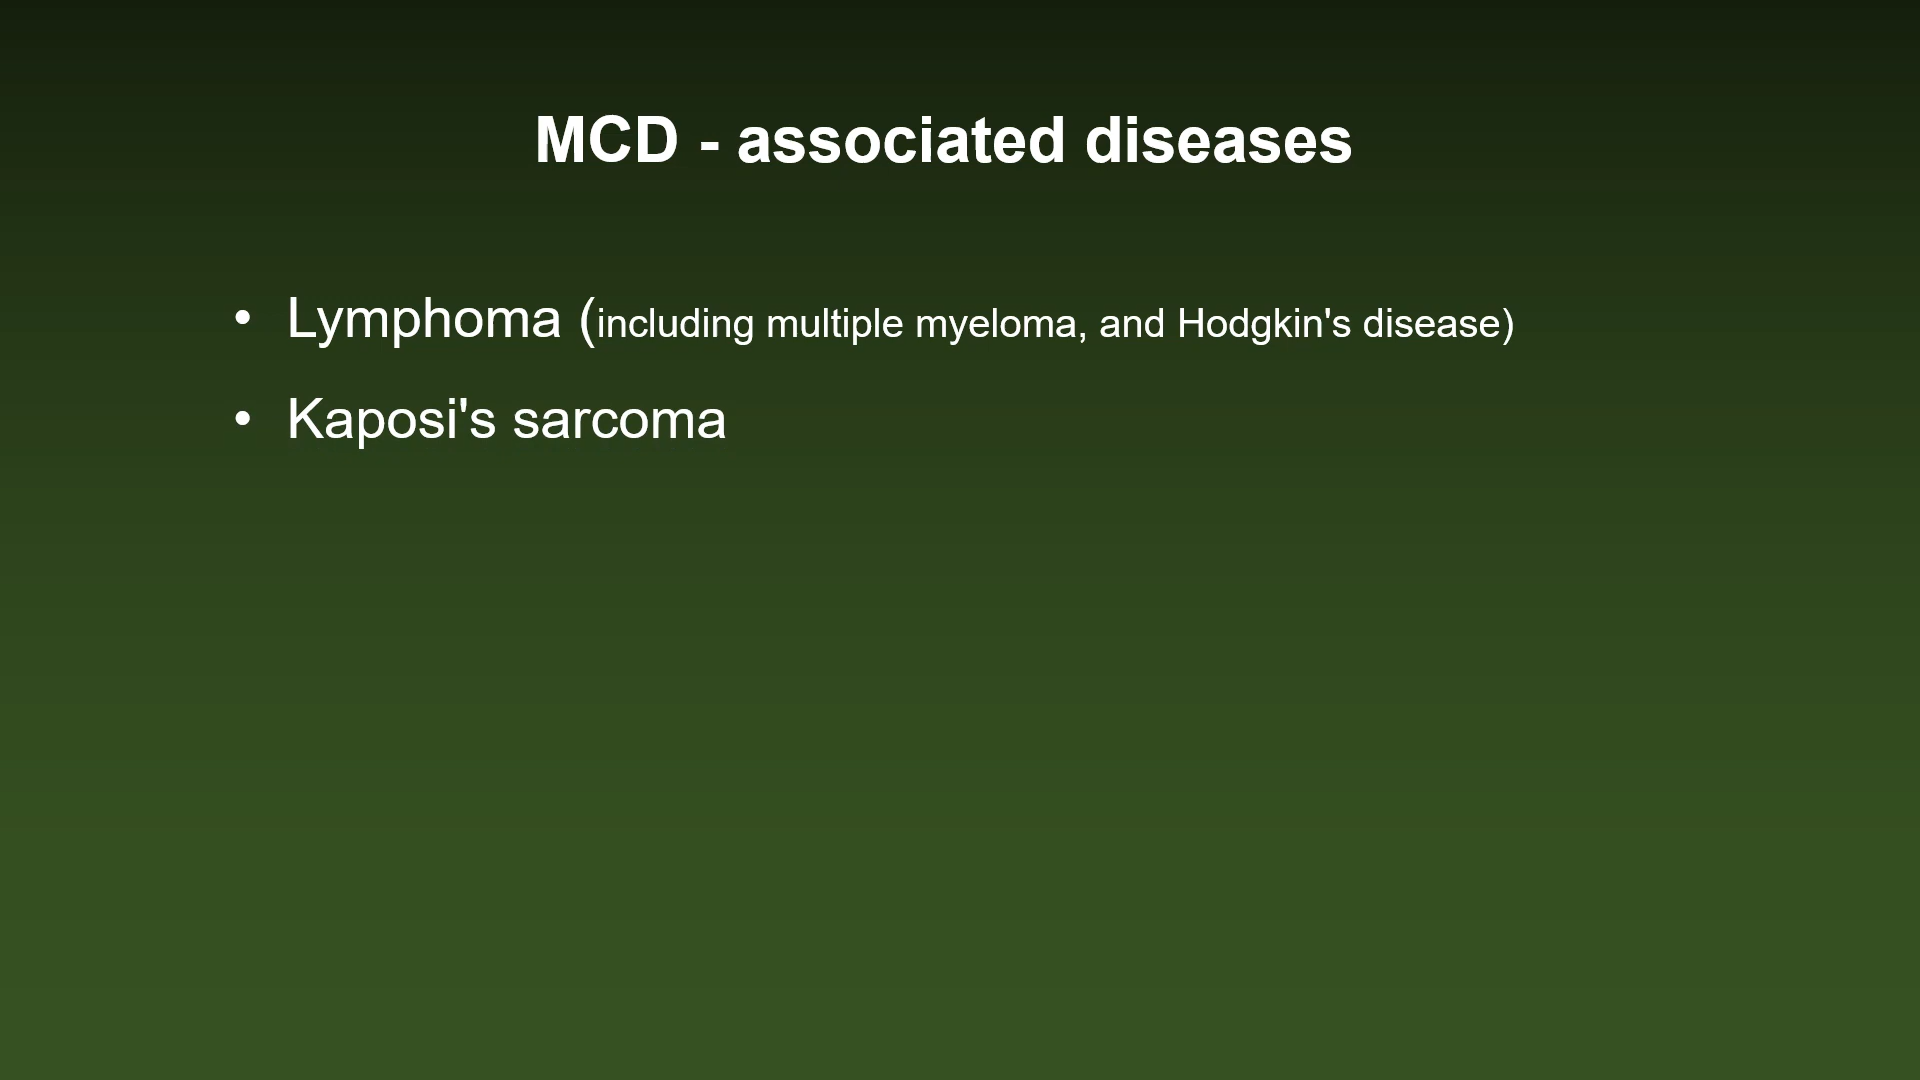 MCD - associated diseases
• Lymphoma (including multiple myeloma, and Hodgkin's disease)
• Kaposi's sarcoma